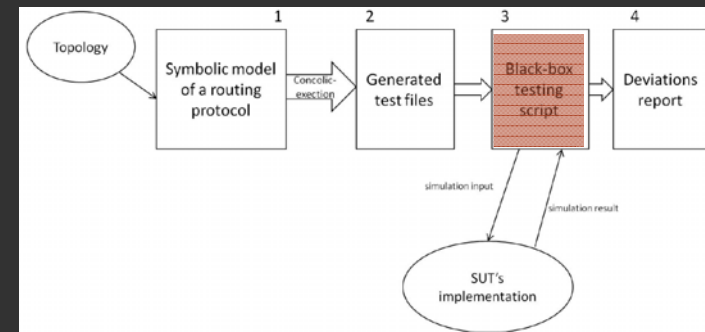 1
2
3
4
Topology
Symbolic model
of a routing
protocol
Concolic-
exection
Generated
test files
Black-box
testing
script
Deviations
report
simulation input
simulation result
SUT's
implementation